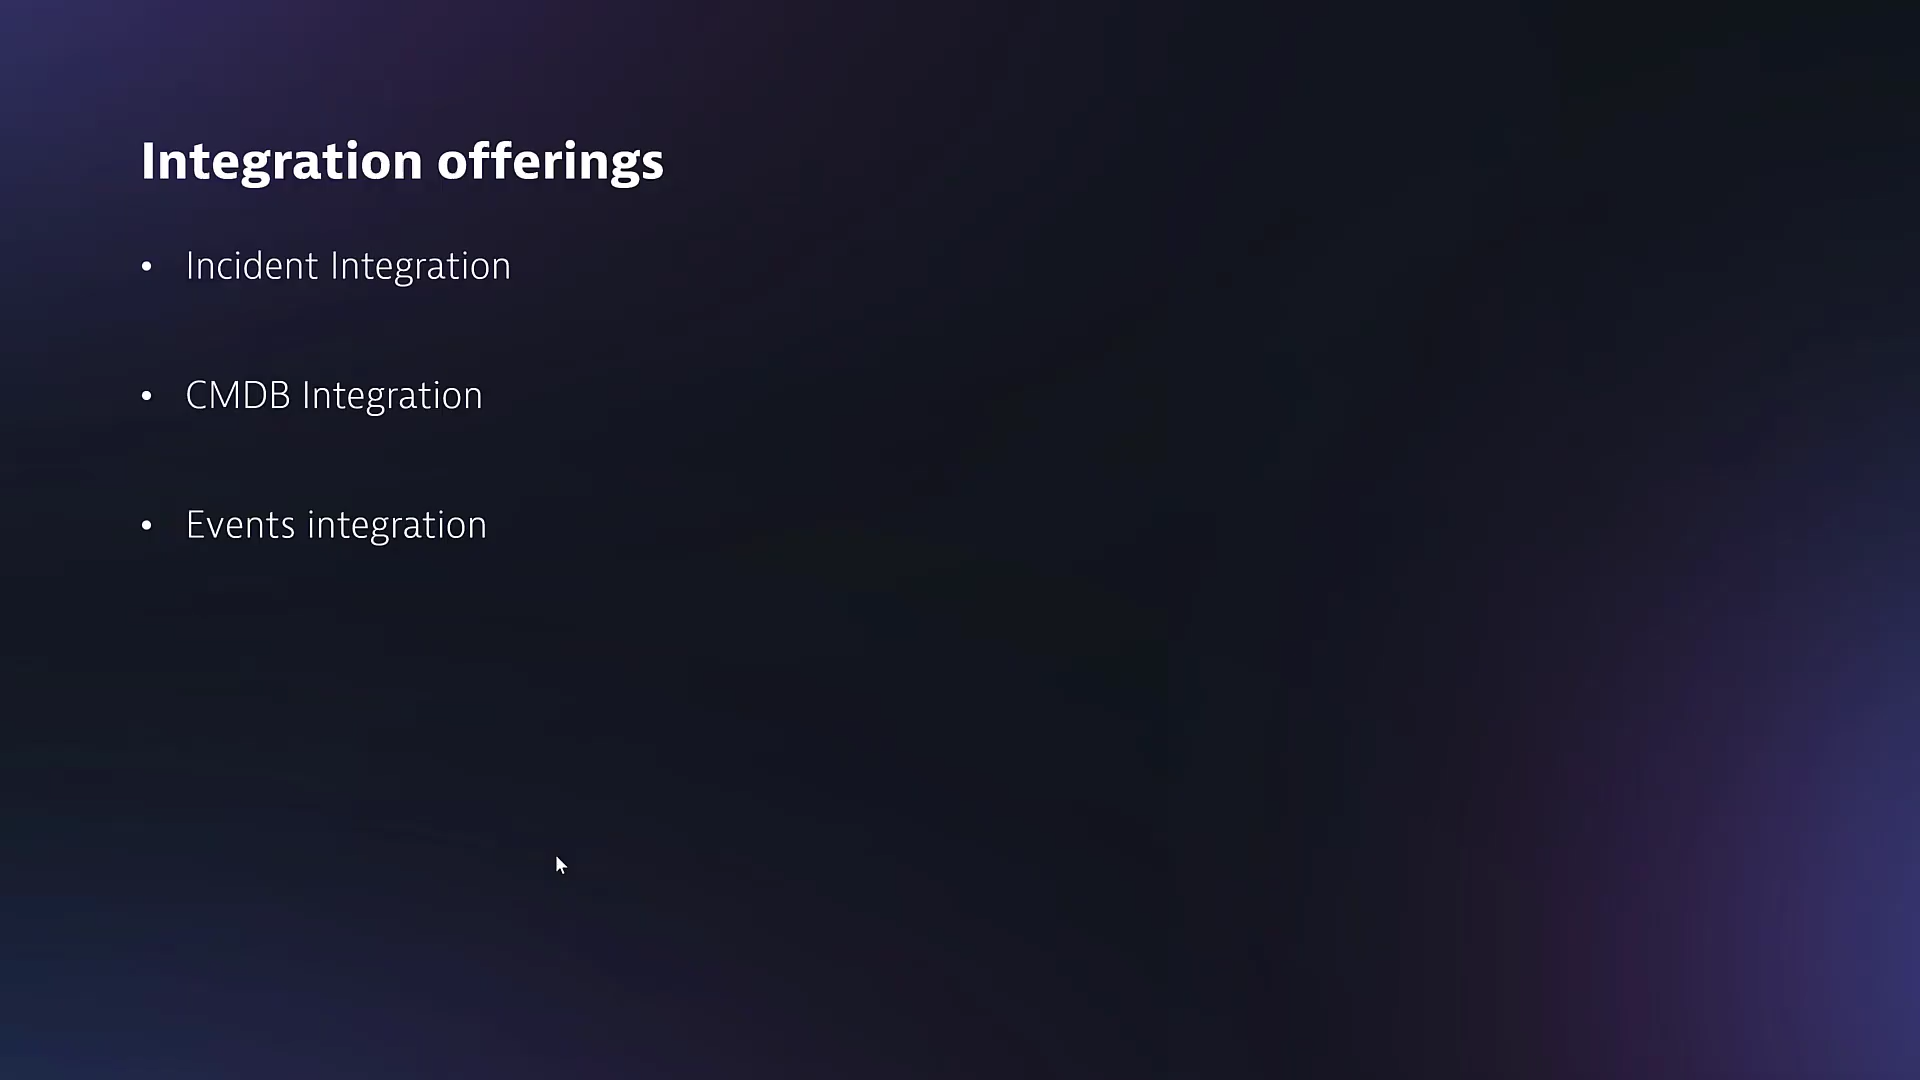 Integration offerings
• Incident Integration
• CMDB Integration
• Events integration